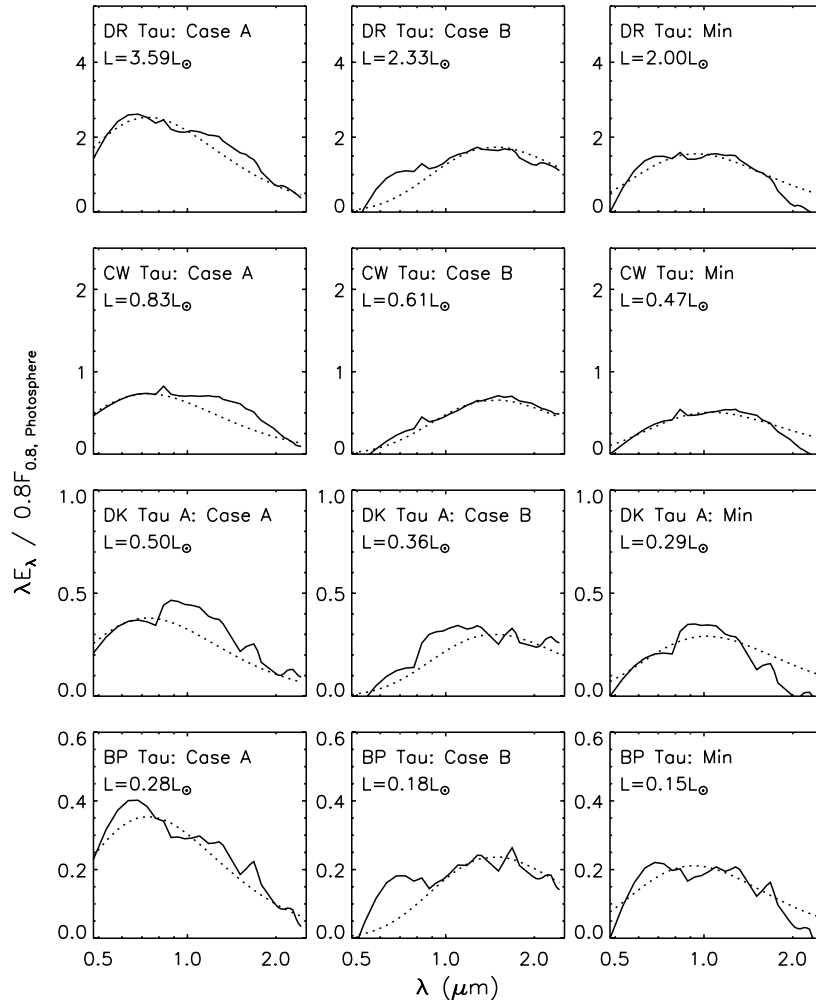 DR Tau: Case A
L=3.59L⊙
4
2
0
DR Tau: Case B
L=2.33L⊙
4
2
0
DR Tau: Min
L=2.00L⊙
4
2
0
CW Tau: Case A
L=0.83L⊙
2
1
0
CW Tau: Case B
L=0.61L⊙
2
1
0
CW Tau: Min
L=0.47L⊙
2
1
0
λEλ / 0.8F0.8, Photosphere
DK Tau A: Case A
L=0.50L⊙
1.0
0.5
0.0
DK Tau A: Case B
L=0.36L⊙
1.0
0.5
0.0
DK Tau A: Min
L=0.29L⊙
1.0
0.5
0.0
BP Tau: Case A
L=0.28L⊙
0.6
0.4
0.2
0.0
BP Tau: Case B
L=0.18L⊙
0.6
0.4
0.2
0.0
BP Tau: Min
L=0.15L⊙
0.6
0.4
0.2
0.0
0.5 1.0 2.0
0.5 1.0 2.0
0.5 1.0 2.0
λ (μm)